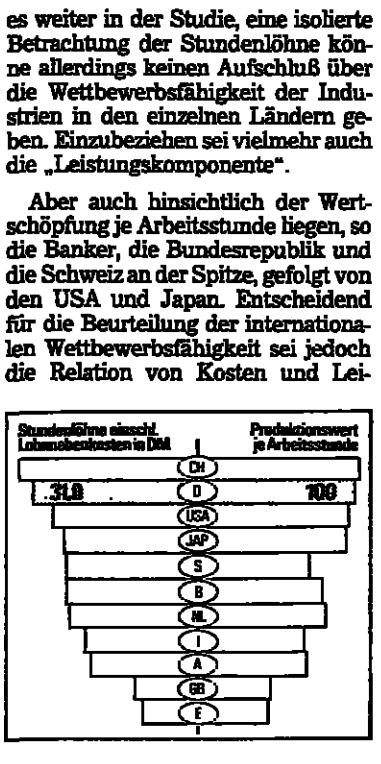 es weiter in der Studie, eine isolierte
Betrachtung der Stundenlöhne kön-
ne allerdings keinen Aufschluß über
die Wettbewerbsfähigkeit der Indu-
strien in den einzelnen Ländern ge-
ben. Einzubeziehen sei vielmehr auch
die „Leistungskomponente“.
Aber auch hinsichtlich der Wert-
schöpfung je Arbeitsstunde liegen, so
die Banker, die Bundesrepublik und
die Schweiz an der Spitze, gefolgt von
den USA und Japan. Entscheidend
für die Beurteilung der internationa-
len Wettbewerbsfähigkeit sei jedoch
die Relation von Kosten und Lei-
Stundenlöhne einschl. Produktionswert
Lohnnebenkosten in DM je Arbeitsstunde
CH
31,0 D 100
USA
JAP
S
B
NL
I
A
GB
E